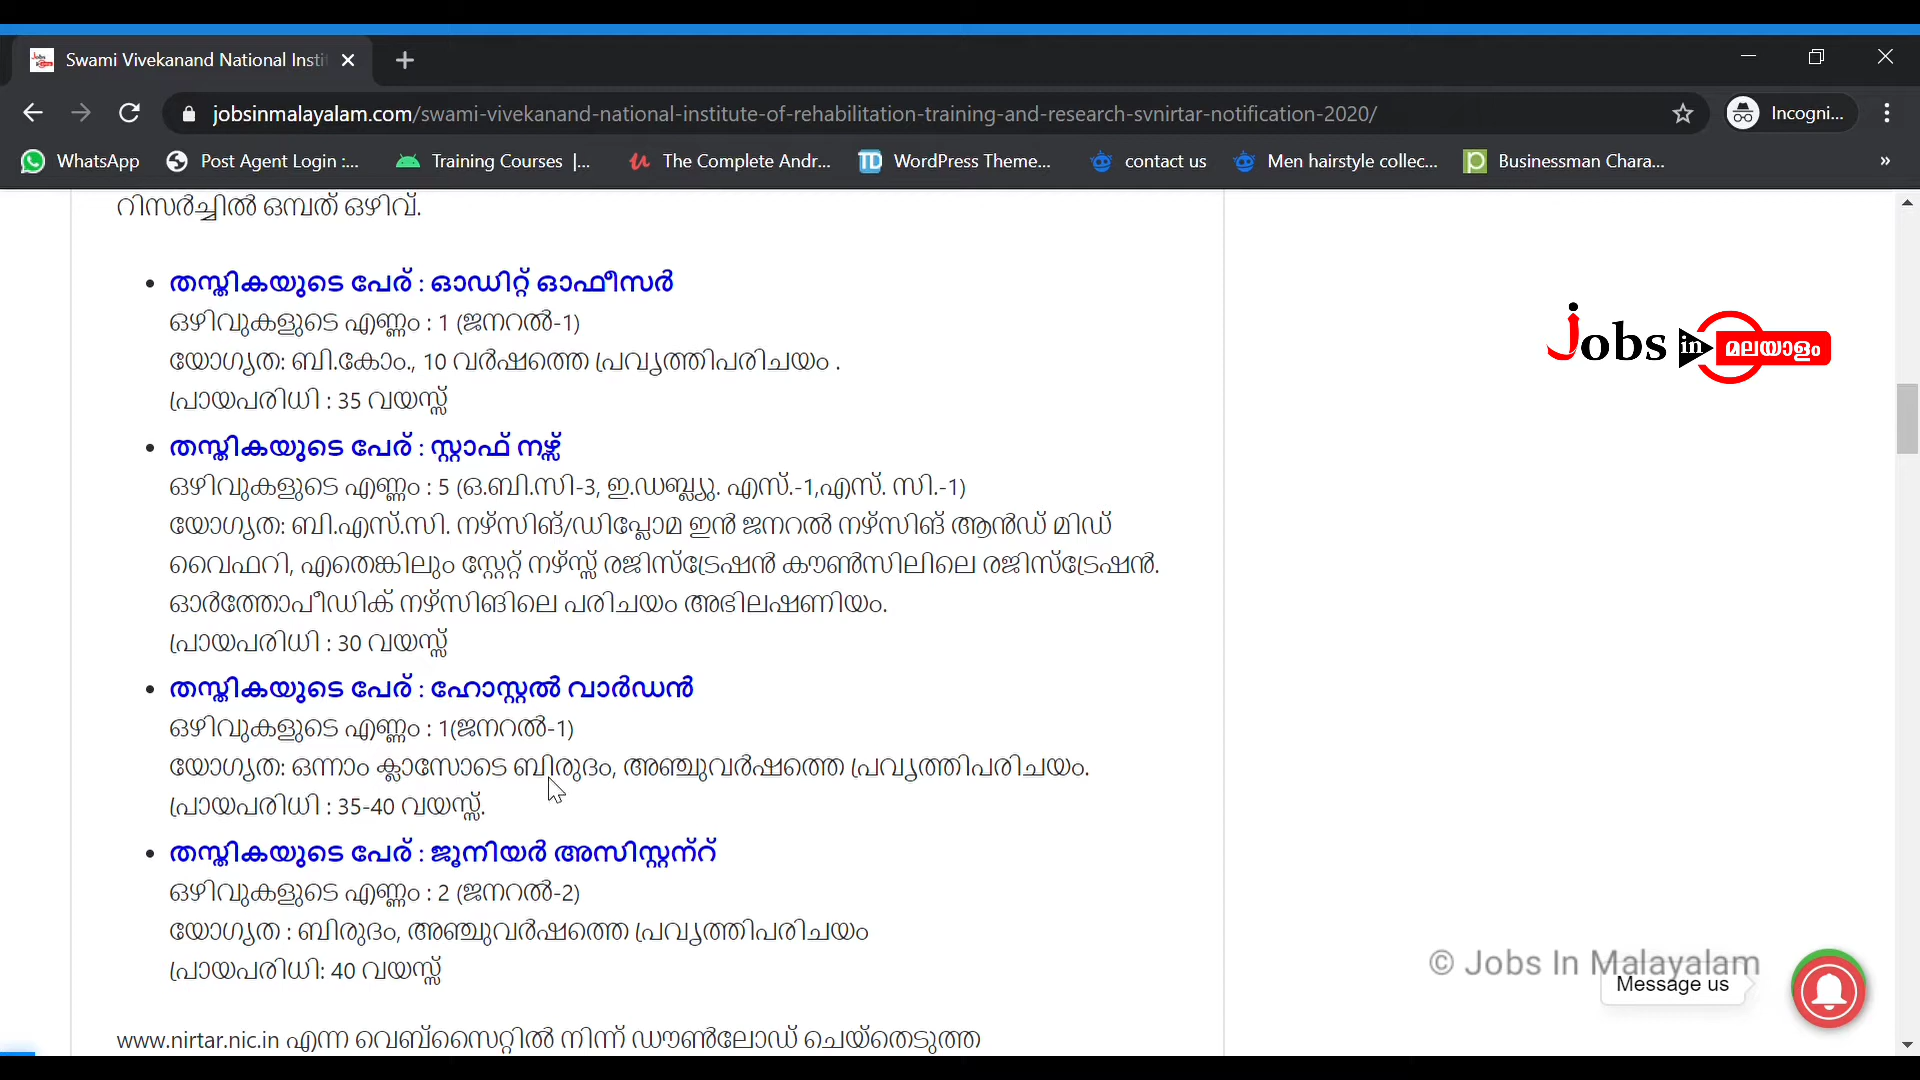 Swami Vivekanand National Insti
jobsinmalayalam.com/swami-vivekanand-national-institute-of-rehabilitation-training-and-research-svnirtar-notification-2020/
Incogni...
WhatsApp
Post Agent Login :...
Training Courses |...
The Complete Andr...
WordPress Theme...
contact us
Men hairstyle collec...
Businessman Chara...
»
റിസർച്ചിൽ ഒമ്പത് ഒഴിവ്.
തസ്തികയുടെ പേര് : ഓഡിറ്റ് ഓഫീസർ
ഒഴിവുകളുടെ എണ്ണം : 1 (ജനറൽ-1)
യോഗ്യത: ബി.കോം., 10 വർഷത്തെ പ്രവൃത്തിപരിചയം .
പ്രായപരിധി : 35 വയസ്സ്
തസ്തികയുടെ പേര് : സ്റ്റാഫ് നഴ്സ്
ഒഴിവുകളുടെ എണ്ണം : 5 (ഒ.ബി.സി-3, ഇ.ഡബ്ല്യു. എസ്.-1,എസ്. സി.-1)
യോഗ്യത: ബി.എസ്.സി. നഴ്സിങ്/ഡിപ്ലോമ ഇൻ ജനറൽ നഴ്സിങ് ആൻഡ് മിഡ്
വൈഫറി, എതെങ്കിലും സ്റ്റേറ്റ് നഴ്സ്സ് രജിസ്ട്രേഷൻ കൗൺസിലിലെ രജിസ്ട്രേഷൻ.
ഓർത്തോപീഡിക് നഴ്സിങിലെ പരിചയം അഭിലഷണിയം.
പ്രായപരിധി : 30 വയസ്സ്
തസ്തികയുടെ പേര് : ഹോസ്റ്റൽ വാർഡൻ
ഒഴിവുകളുടെ എണ്ണം : 1(ജനറൽ-1)
യോഗ്യത: ഒന്നാം ക്ലാസോടെ ബിരുദം, അഞ്ചുവർഷത്തെ പ്രവൃത്തിപരിചയം.
പ്രായപരിധി : 35-40 വയസ്സ്.
തസ്തികയുടെ പേര് : ജൂനിയർ അസിസ്റ്റന്റ്
ഒഴിവുകളുടെ എണ്ണം : 2 (ജനറൽ-2)
യോഗ്യത : ബിരുദം, അഞ്ചുവർഷത്തെ പ്രവൃത്തിപരിചയം
പ്രായപരിധി: 40 വയസ്സ്
www.nirtar.nic.in എന്ന വെബ്സൈറ്റിൽ നിന്ന് ഡൗൺലോഡ് ചെയ്തെടുത്ത
Jobs in മലയാളം
© Jobs In Malayalam
Message us